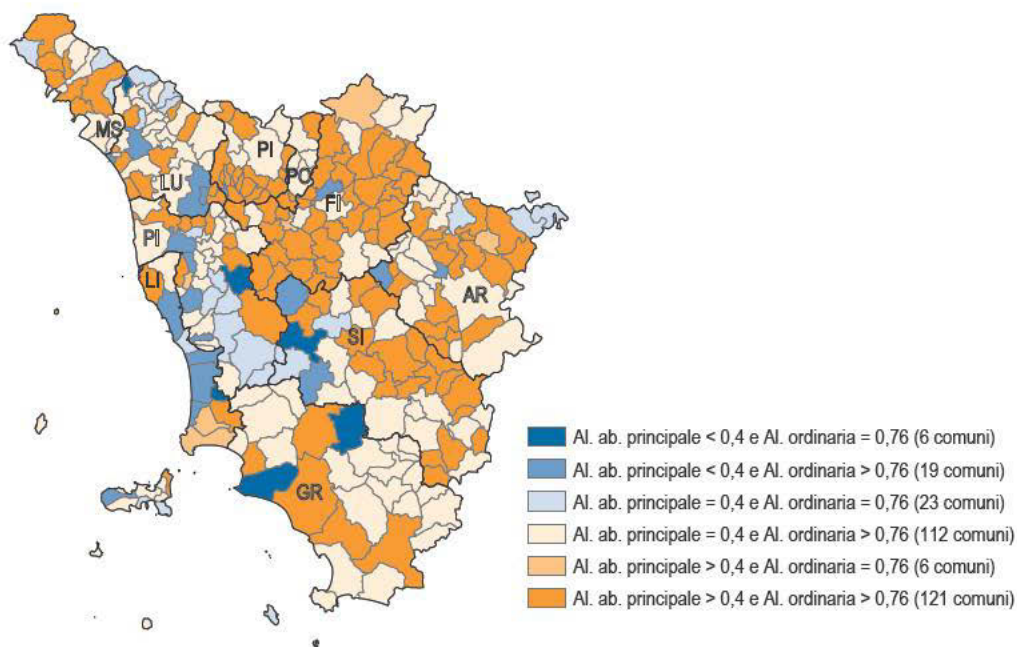 MS
PI
PO
LU
FI
PI
LI
AR
SI
GR
Al. ab. principale < 0,4 e Al. ordinaria = 0,76 (6 comuni)
Al. ab. principale < 0,4 e Al. ordinaria > 0,76 (19 comuni)
Al. ab. principale = 0,4 e Al. ordinaria = 0,76 (23 comuni)
Al. ab. principale = 0,4 e Al. ordinaria > 0,76 (112 comuni)
Al. ab. principale > 0,4 e Al. ordinaria = 0,76 (6 comuni)
Al. ab. principale > 0,4 e Al. ordinaria > 0,76 (121 comuni)